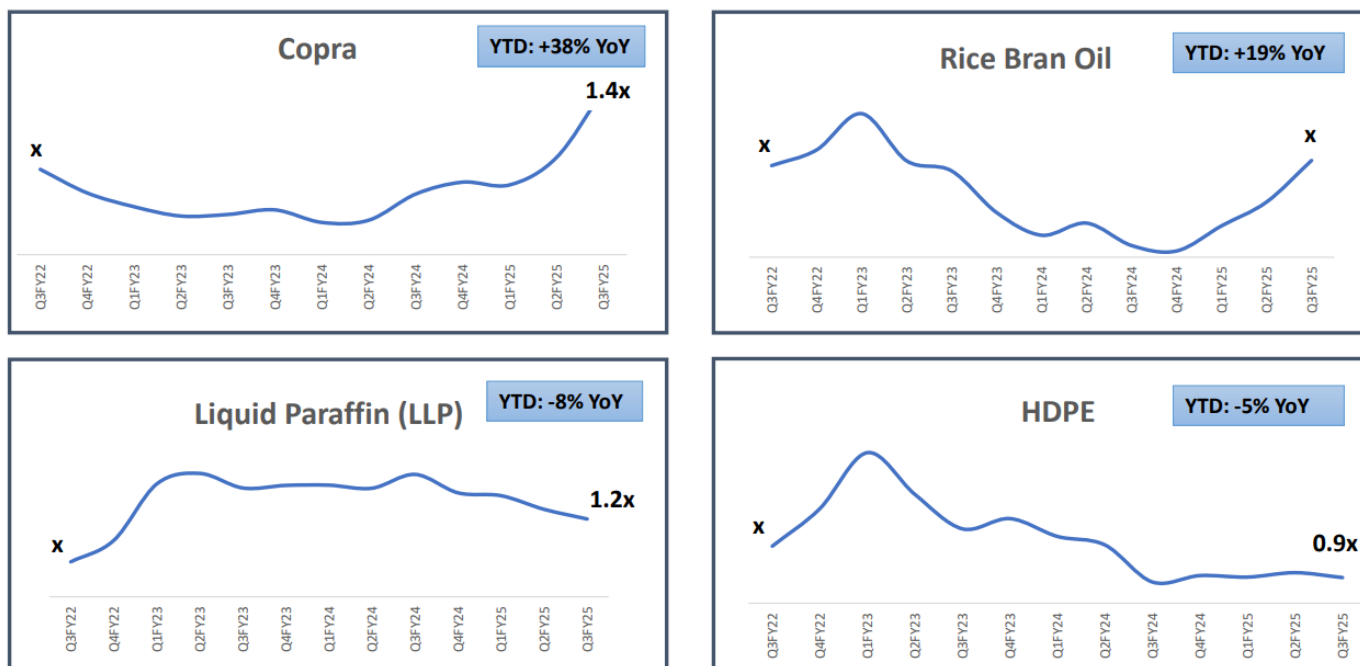 Copra
YTD: +38% YoY
1.4x
x
Q3FY22
Q4FY22
Q1FY23
Q2FY23
Q3FY23
Q4FY23
Q1FY24
Q2FY24
Q3FY24
Q4FY24
Q1FY25
Q2FY25
Q3FY25
Rice Bran Oil
YTD: +19% YoY
x
x
Q3FY22
Q4FY22
Q1FY23
Q2FY23
Q3FY23
Q4FY23
Q1FY24
Q2FY24
Q3FY24
Q4FY24
Q1FY25
Q2FY25
Q3FY25
Liquid Paraffin (LLP)
YTD: -8% YoY
x
1.2x
Q3FY22
Q4FY22
Q1FY23
Q2FY23
Q3FY23
Q4FY23
Q1FY24
Q2FY24
Q3FY24
Q4FY24
Q1FY25
Q2FY25
Q3FY25
HDPE
YTD: -5% YoY
x
0.9x
Q3FY22
Q4FY22
Q1FY23
Q2FY23
Q3FY23
Q4FY23
Q1FY24
Q2FY24
Q3FY24
Q4FY24
Q1FY25
Q2FY25
Q3FY25